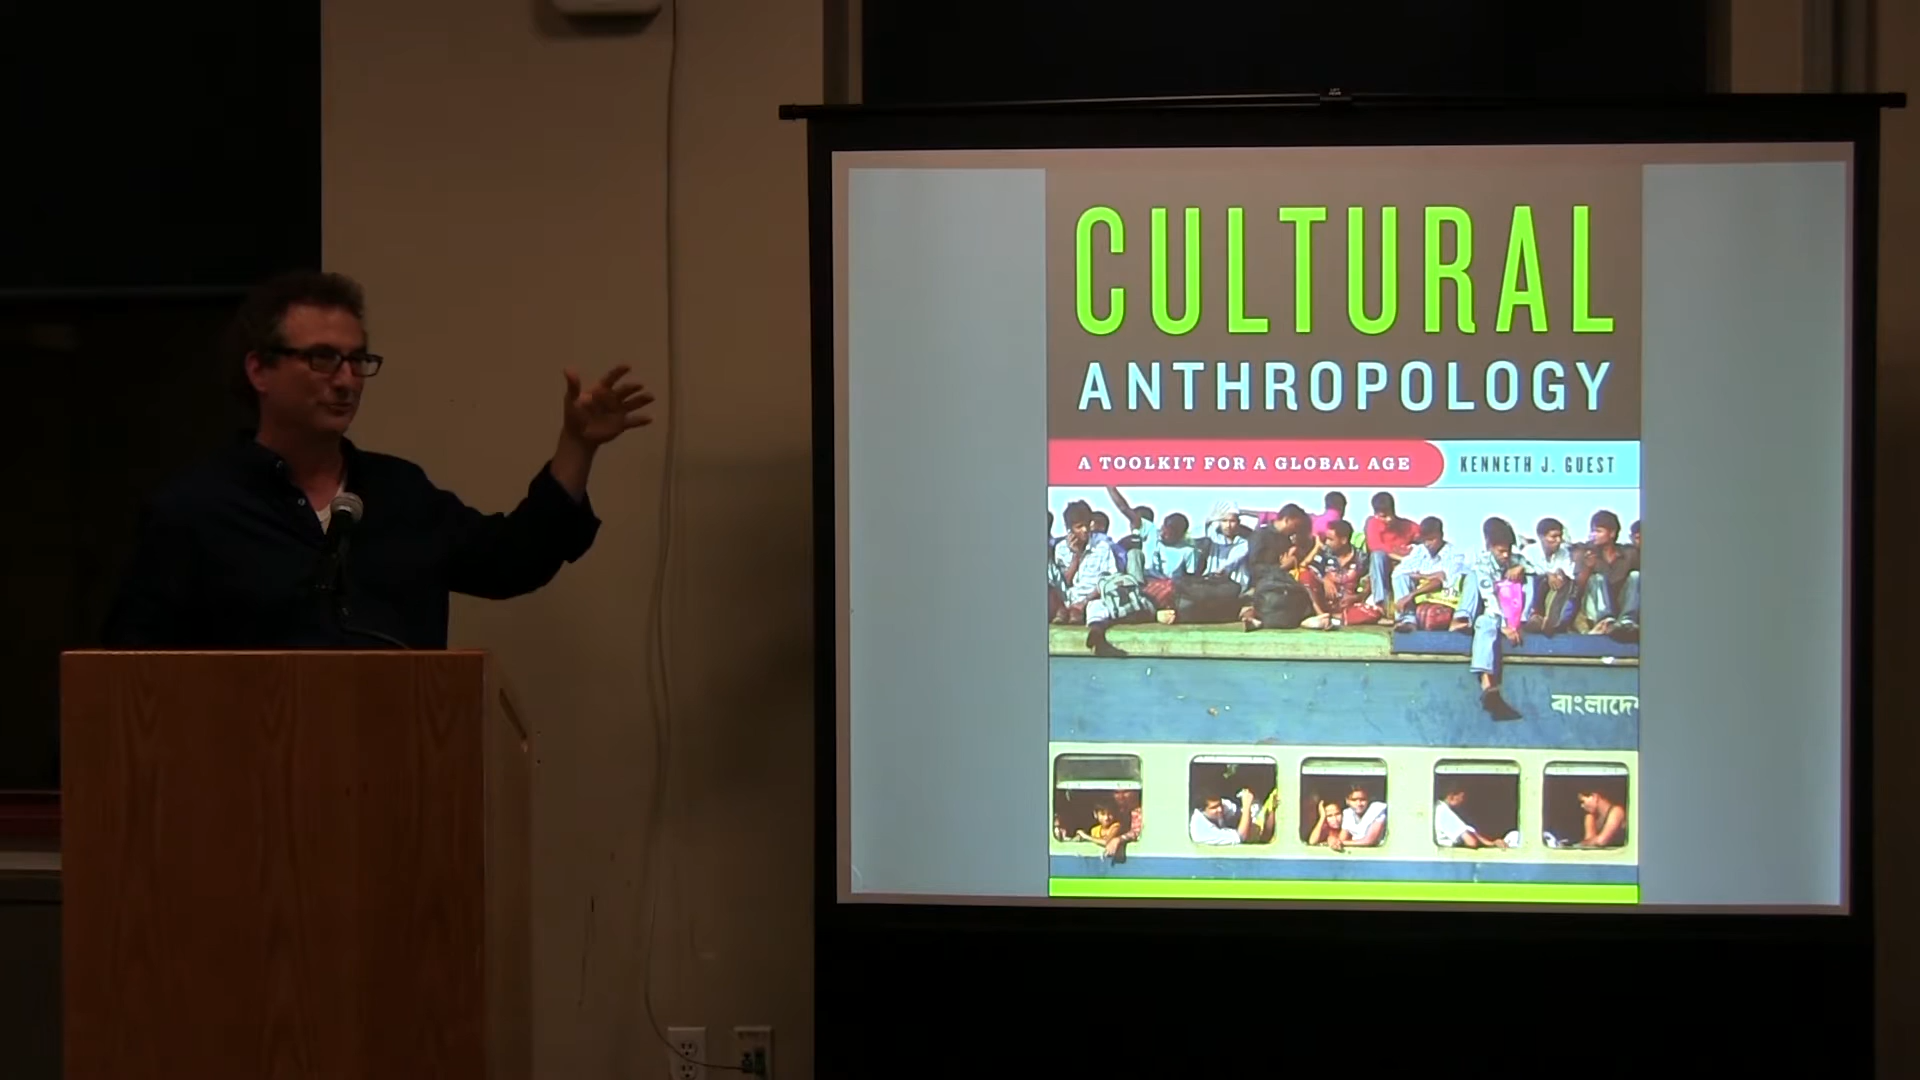 CULTURAL
ANTHROPOLOGY
A TOOLKIT FOR A GLOBAL AGE
KENNETH J. GUEST
বাংলাদে